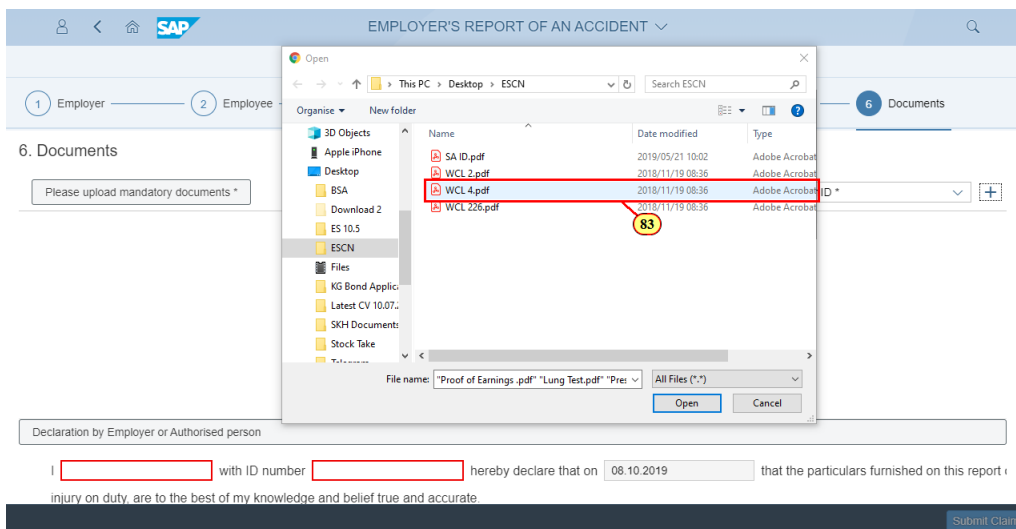 SAP
EMPLOYER'S REPORT OF AN ACCIDENT
Open
This PC > Desktop > ESCN
Search ESCN
Organise
New folder
1 Employer
2 Employee
6 Documents
6. Documents
Please upload mandatory documents *
ID *
3D Objects
Apple iPhone
Desktop
BSA
Download 2
ES 10.5
ESCN
Files
KG Bond Applic
Latest CV 10.07.
SKH Documents
Stock Take
Telegram
Name
Date modified
Type
SA ID.pdf 2019/05/21 10:02 Adobe Acrobat
WCL 2.pdf 2018/11/19 08:36 Adobe Acrobat
WCL 4.pdf 2018/11/19 08:36 Adobe Acrobat
WCL 226.pdf 2018/11/19 08:36 Adobe Acrobat
83
File name: "Proof of Earnings .pdf" "Lung Test.pdf" "Pres
All Files (*.*)
Open
Cancel
Declaration by Employer or Authorised person
I with ID number hereby declare that on 08.10.2019 that the particulars furnished on this report
injury on duty, are to the best of my knowledge and belief true and accurate.
Submit Claim